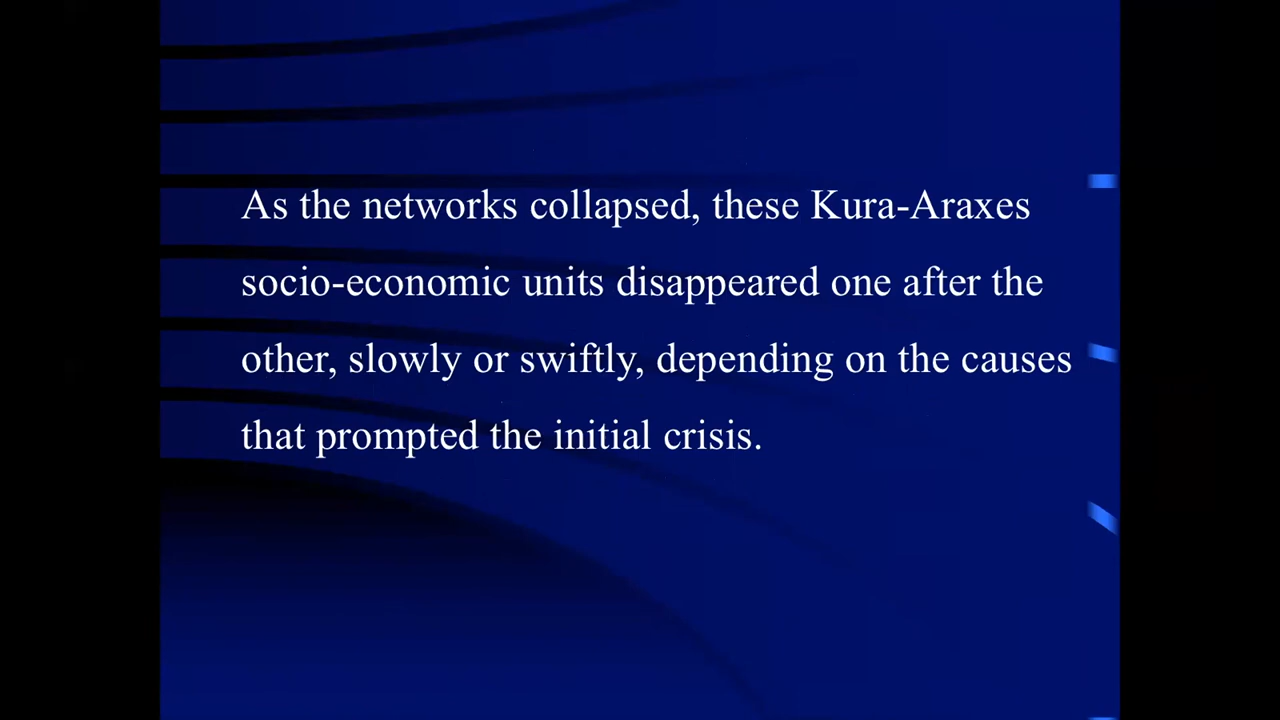 As the networks collapsed, these Kura-Araxes
socio-economic units disappeared one after the
other, slowly or swiftly, depending on the causes
that prompted the initial crisis.